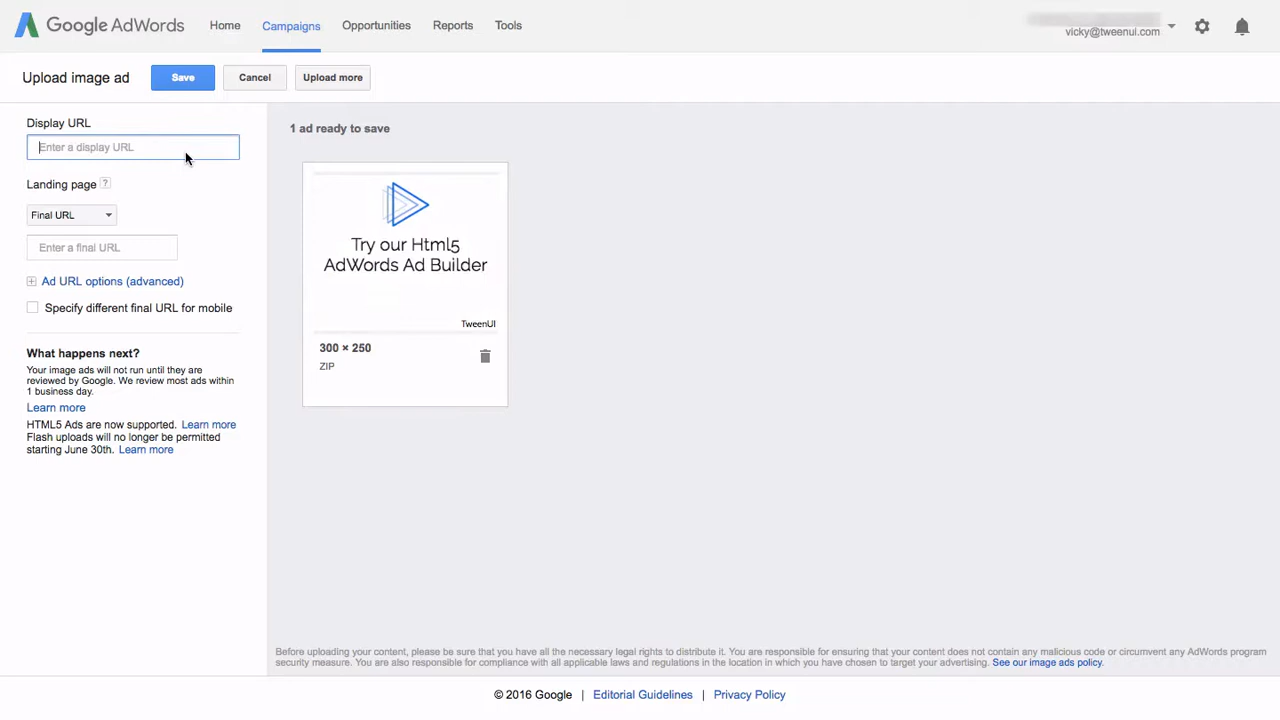 Google AdWords
Home
Campaigns
Opportunities
Reports
Tools
vicky@tweenui.com
Upload image ad
Save
Cancel
Upload more
Display URL
Enter a display URL
Landing page ?
Final URL
Enter a final URL
Ad URL options (advanced)
Specify different final URL for mobile
What happens next?
Your image ads will not run until they are
reviewed by Google. We review most ads within
1 business day.
Learn more
HTML5 Ads are now supported. Learn more
Flash uploads will no longer be permitted
starting June 30th. Learn more
1 ad ready to save
Try our Html5
AdWords Ad Builder
TweenUI
300 × 250
ZIP
Before uploading your content, please be sure that you have all the necessary legal rights to distribute it. You are responsible for ensuring that your content does not contain any malicious code or circumvent any AdWords program
security measure. You are also responsible for compliance with all applicable laws and regulations in the location in which you have chosen to target your advertising. See our image ads policy.
© 2016 Google | Editorial Guidelines | Privacy Policy